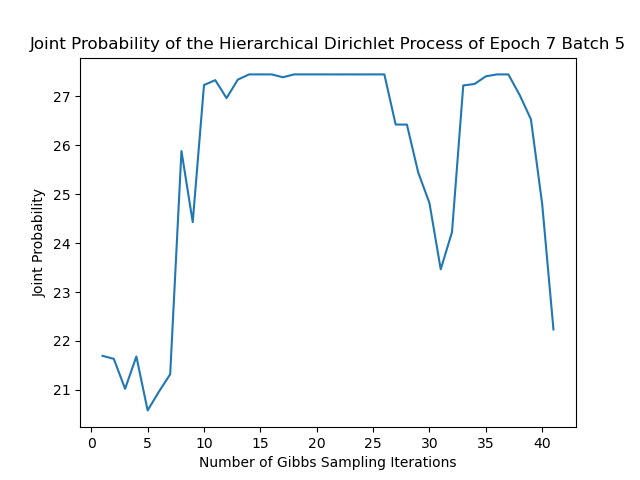 Joint Probability of the Hierarchical Dirichlet Process of Epoch 7 Batch 5
Joint Probability
27
26
25
24
23
22
21
0 5 10 15 20 25 30 35 40
Number of Gibbs Sampling Iterations